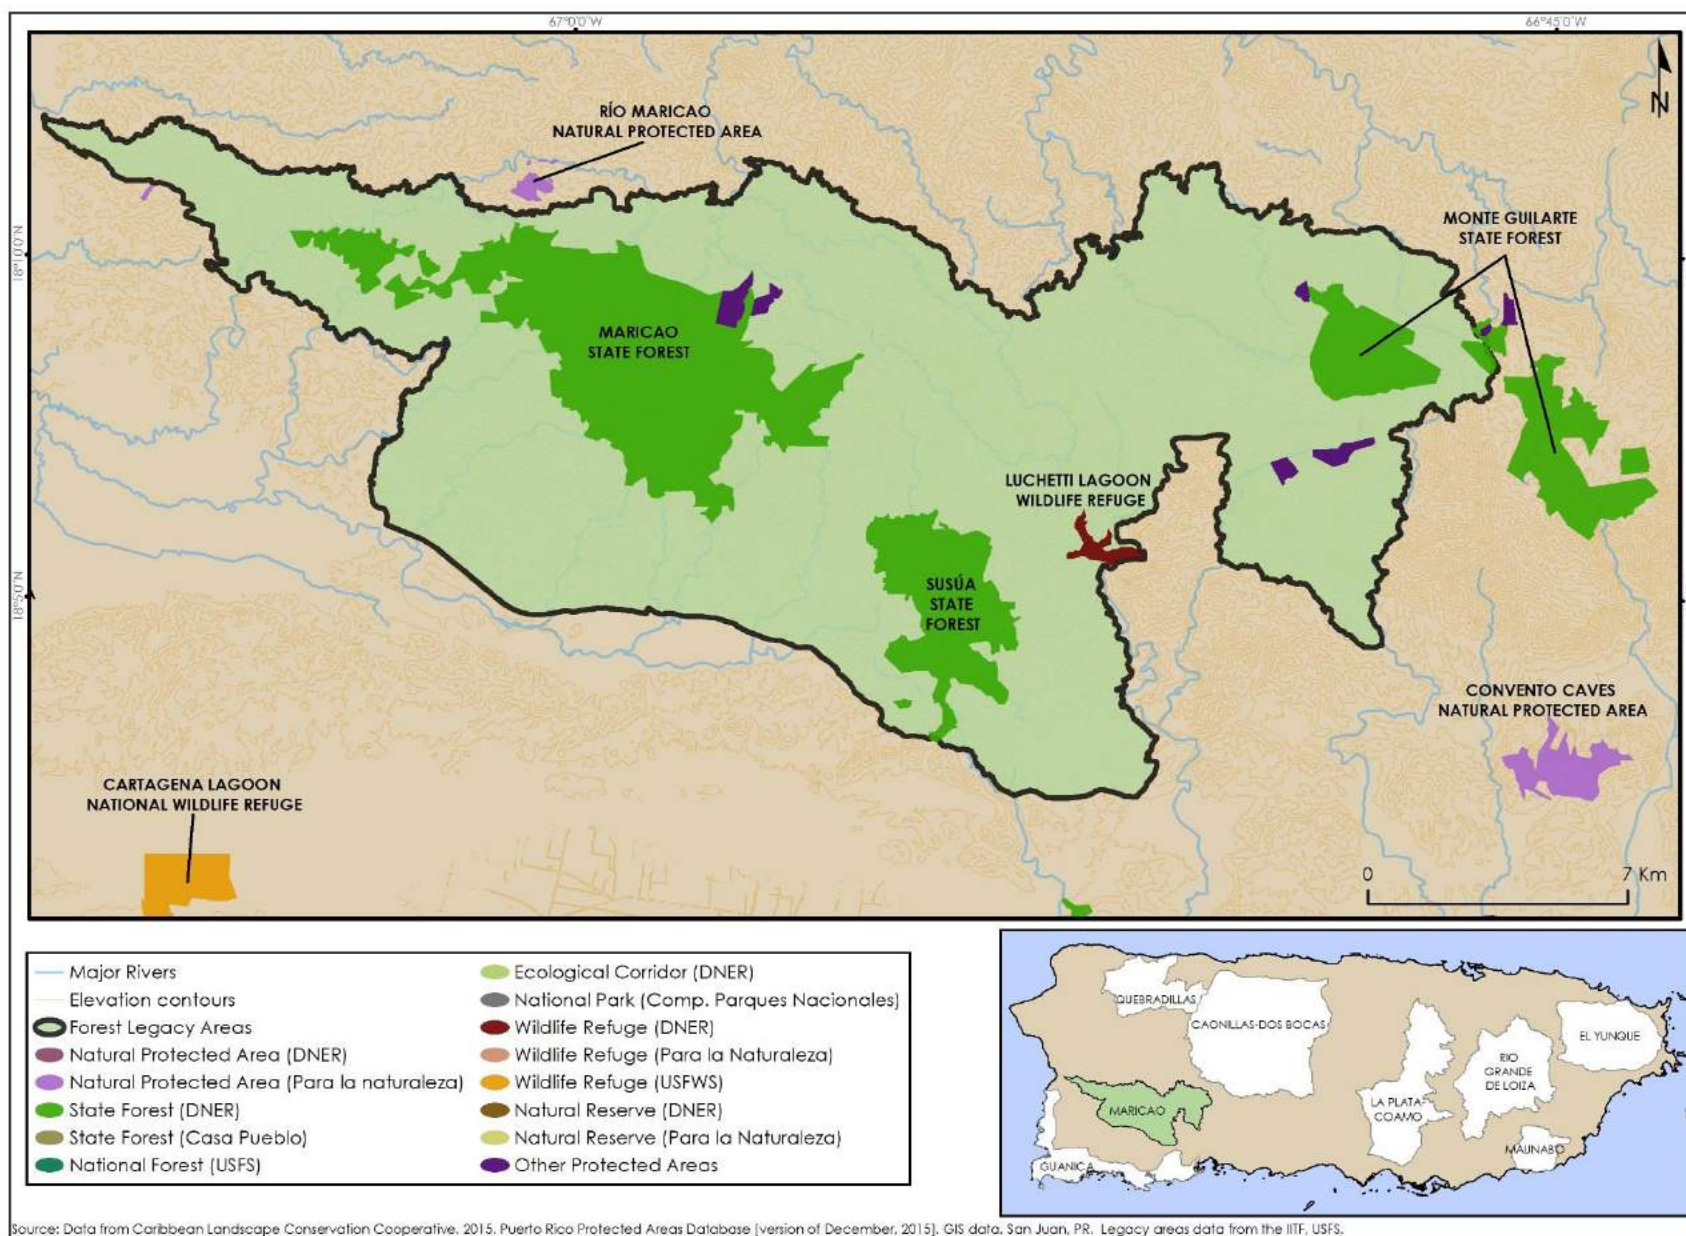 67°0'0"W
66°45'0"W
N
RÍO MARICAO
NATURAL PROTECTED AREA
MONTE GUILARTE
STATE FOREST
18°10'0"N
MARICAO
STATE FOREST
LUCHETTI LAGOON
WILDLIFE REFUGE
SUSÚA
STATE
FOREST
18°5'0"N
CONVENTO CAVES
NATURAL PROTECTED AREA
CARTAGENA LAGOON
NATIONAL WILDLIFE REFUGE
0 7 Km
Major Rivers
Elevation contours
Forest Legacy Areas
Natural Protected Area (DNER)
Natural Protected Area (Para la naturaleza)
State Forest (DNER)
State Forest (Casa Pueblo)
National Forest (USFS)
Ecological Corridor (DNER)
National Park (Comp. Parques Nacionales)
Wildlife Refuge (DNER)
Wildlife Refuge (Para la Naturaleza)
Wildlife Refuge (USFWS)
Natural Reserve (DNER)
Natural Reserve (Para la Naturaleza)
Other Protected Areas
QUEBRADILLAS
CAONILLAS-DOS BOCAS
EL YUNQUE
RIO
GRANDE
DE LOIZA
LA PLATA-
COAMO
MARICAO
MAUNABO
GUANICA
Source: Data from Caribbean Landscape Conservation Cooperative, 2015. Puerto Rico Protected Areas Database [version of December, 2015]. GIS data. San Juan, PR. Legacy areas data from the IITF, USFS.